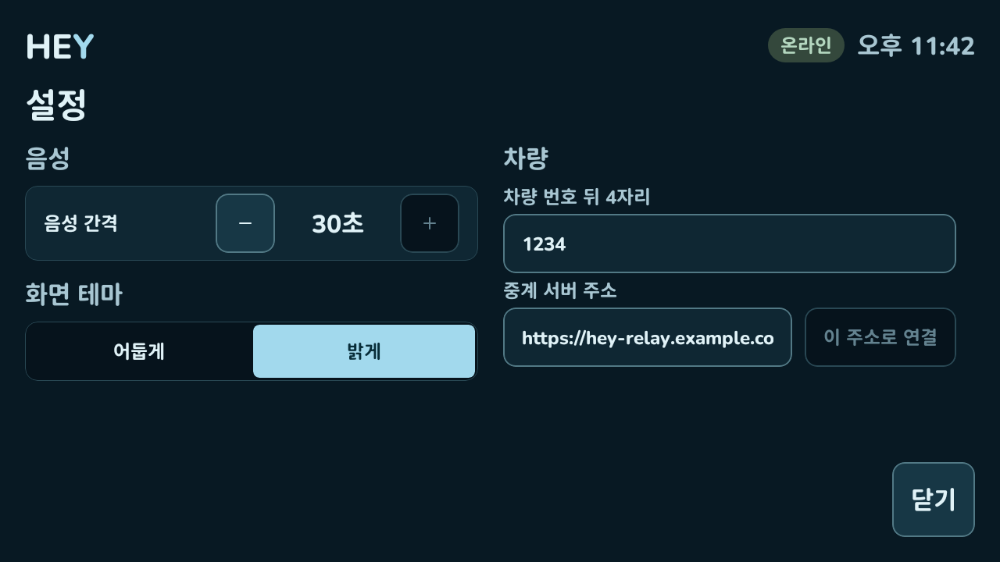 HEY
온라인 오후 11:42
설정
음성
음성 간격 − 30초 +
화면 테마
어둡게 밝게
차량
차량 번호 뒤 4자리
1234
중계 서버 주소
https://hey-relay.example.co 이 주소로 연결
닫기